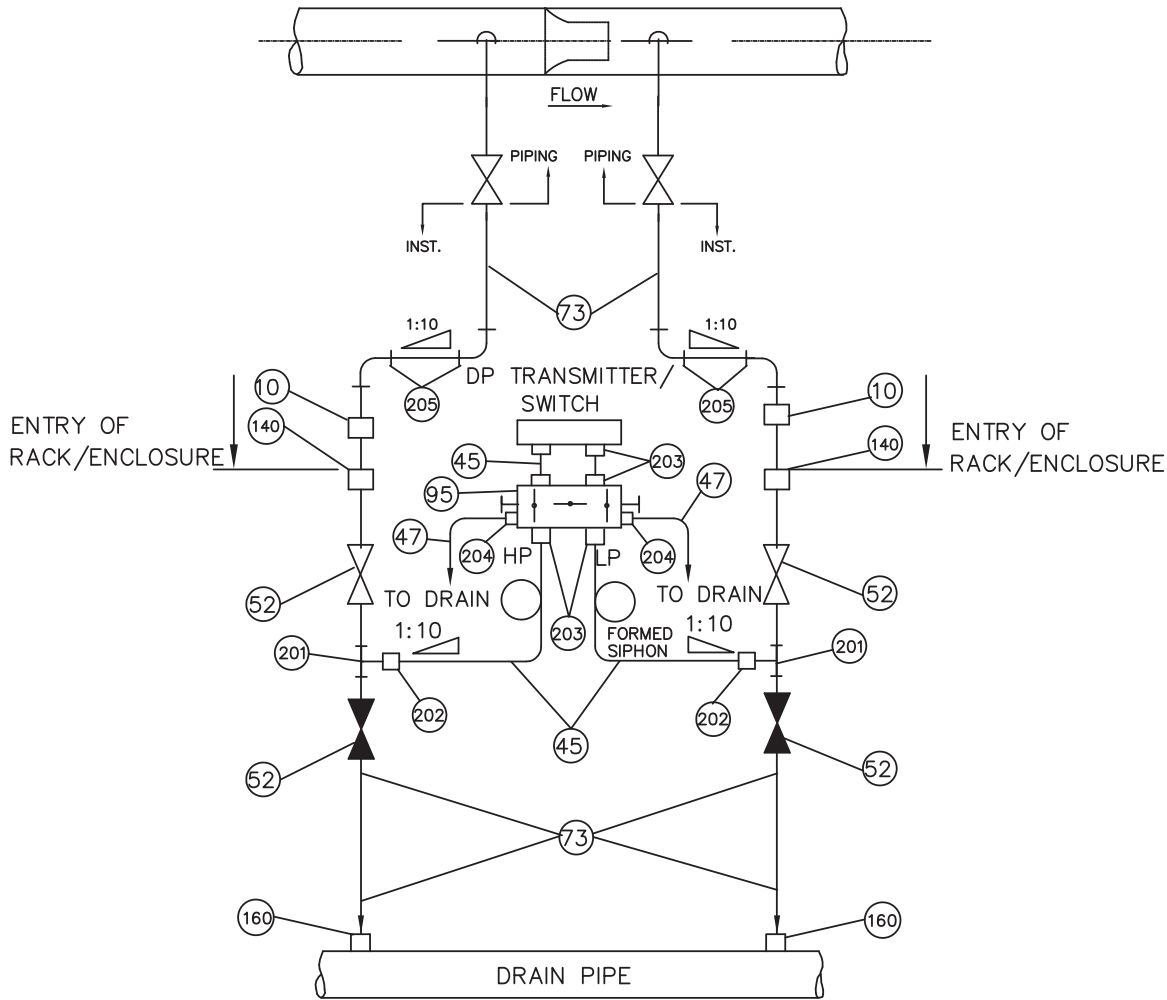 FLOW
PIPING
PIPING
INST.
INST.
73
1:10
1:10
205
205
DP TRANSMITTER/
SWITCH
10
10
140
140
ENTRY OF
RACK/ENCLOSURE
ENTRY OF
RACK/ENCLOSURE
45
203
95
47
47
204
HP
LP
204
52
52
TO DRAIN
TO DRAIN
203
1:10
FORMED
SIPHON
1:10
201
201
202
202
45
52
52
73
160
160
DRAIN PIPE